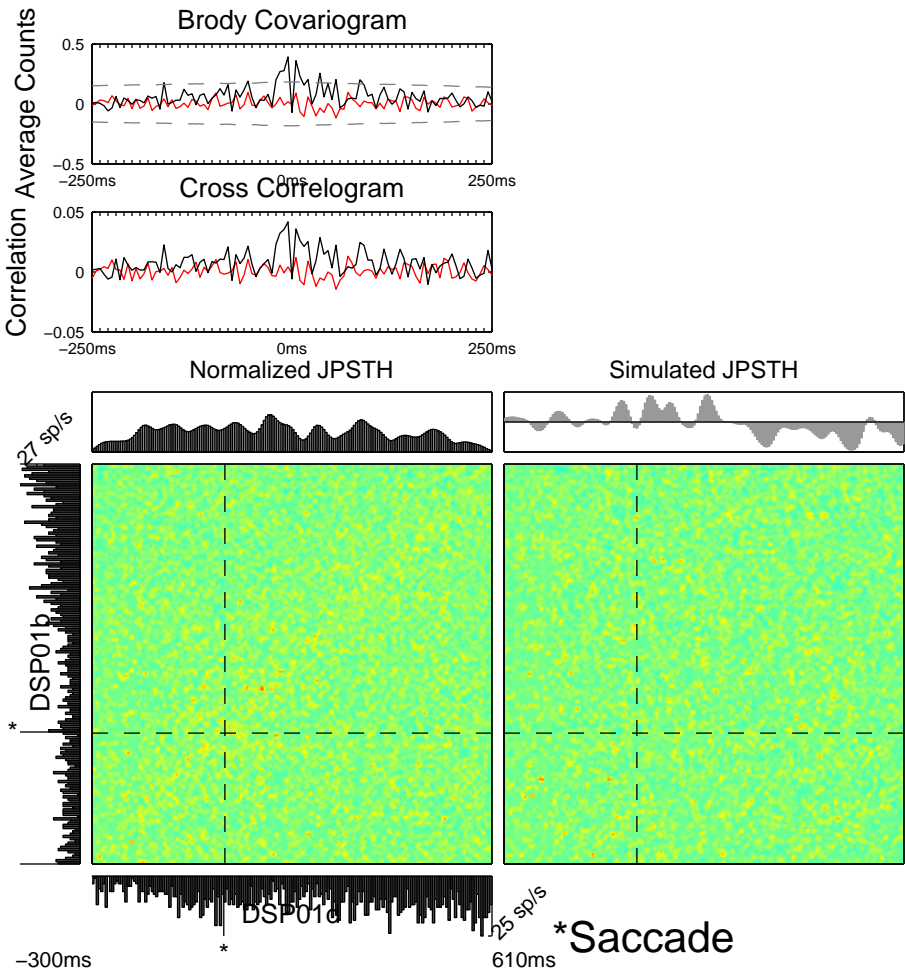 Brody Covariogram
Average Counts
0.5
0
−0.5
−250ms
0ms
250ms
Cross Correlogram
Correlation
0.05
0
−0.05
−250ms
0ms
250ms
Normalized JPSTH
Simulated JPSTH
27 sp/s
DSP01b
*
DSP01d
*
25 sp/s
*Saccade
−300ms
610ms